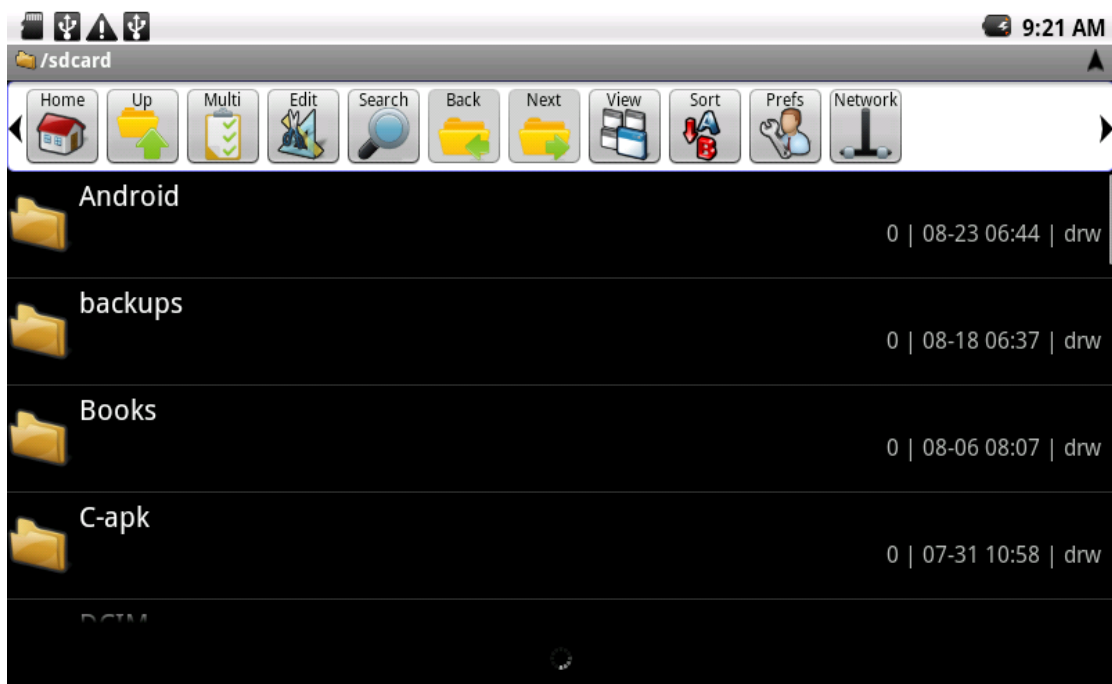 9:21 AM
/sdcard
Home Up Multi Edit Search Back Next View Sort Prefs Network
Android
0 | 08-23 06:44 | drw
backups
0 | 08-18 06:37 | drw
Books
0 | 08-06 08:07 | drw
C-apk
0 | 07-31 10:58 | drw
DCIM